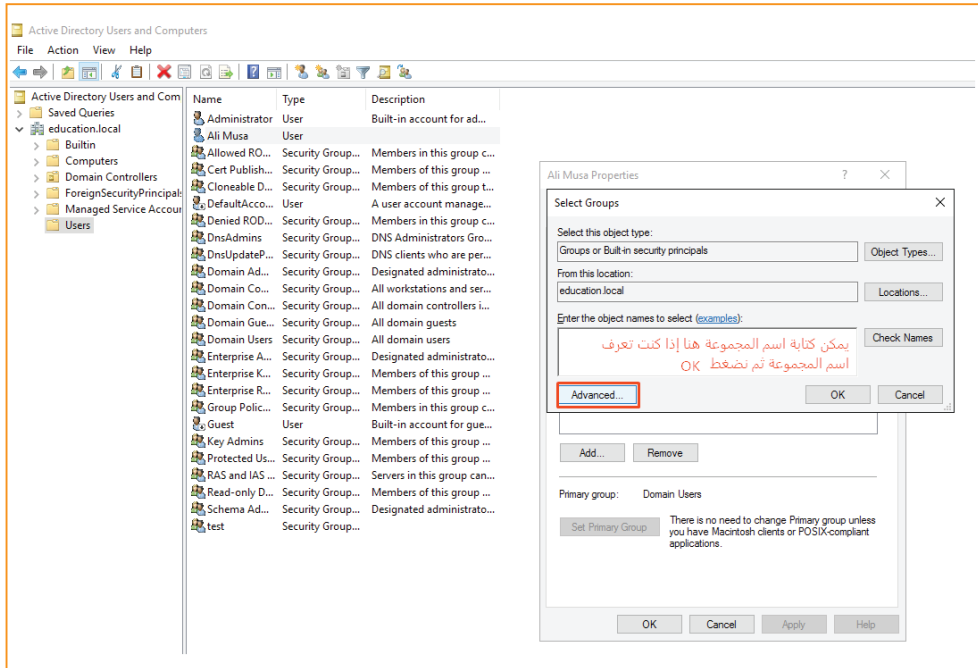 Active Directory Users and Computers
File Action View Help
Active Directory Users and Com
Saved Queries
education.local
Builtin
Computers
Domain Controllers
ForeignSecurityPrincipals
Managed Service Accour
Users
Name Type Description
Administrator User Built-in account for ad...
Ali Musa User
Allowed RO... Security Group... Members in this group c...
Cert Publish... Security Group... Members of this group ...
Cloneable D... Security Group... Members of this group t...
DefaultAcco... User A user account manage...
Denied ROD... Security Group... Members in this group c...
DnsAdmins Security Group... DNS Administrators Gro...
DnsUpdateP... Security Group... DNS clients who are per...
Domain Ad... Security Group... Designated administrato...
Domain Co... Security Group... All workstations and ser...
Domain Con... Security Group... All domain controllers i...
Domain Gue... Security Group... All domain guests
Domain Users Security Group... All domain users
Enterprise A... Security Group... Designated administrato...
Enterprise K... Security Group... Members of this group ...
Enterprise R... Security Group... Members of this group ...
Group Polic... Security Group... Members in this group c...
Guest User Built-in account for gue...
Key Admins Security Group... Members of this group ...
Protected Us... Security Group... Members of this group ...
RAS and IAS ... Security Group... Servers in this group can...
Read-only D... Security Group... Members of this group ...
Schema Ad... Security Group... Designated administrato...
test Security Group...
Ali Musa Properties ?
Select Groups
Select this object type:
Groups or Built-in security principals Object Types...
From this location:
education.local Locations...
Enter the object names to select (examples):
يمكن كتابة اسم المجموعة هنا إذا كنت تعرف
اسم المجموعة ثم نضغط OK
Check Names
Advanced... OK Cancel
Add... Remove
Primary group: Domain Users
Set Primary Group
There is no need to change Primary group unless
you have Macintosh clients or POSIX-compliant
applications.
OK Cancel Apply Help